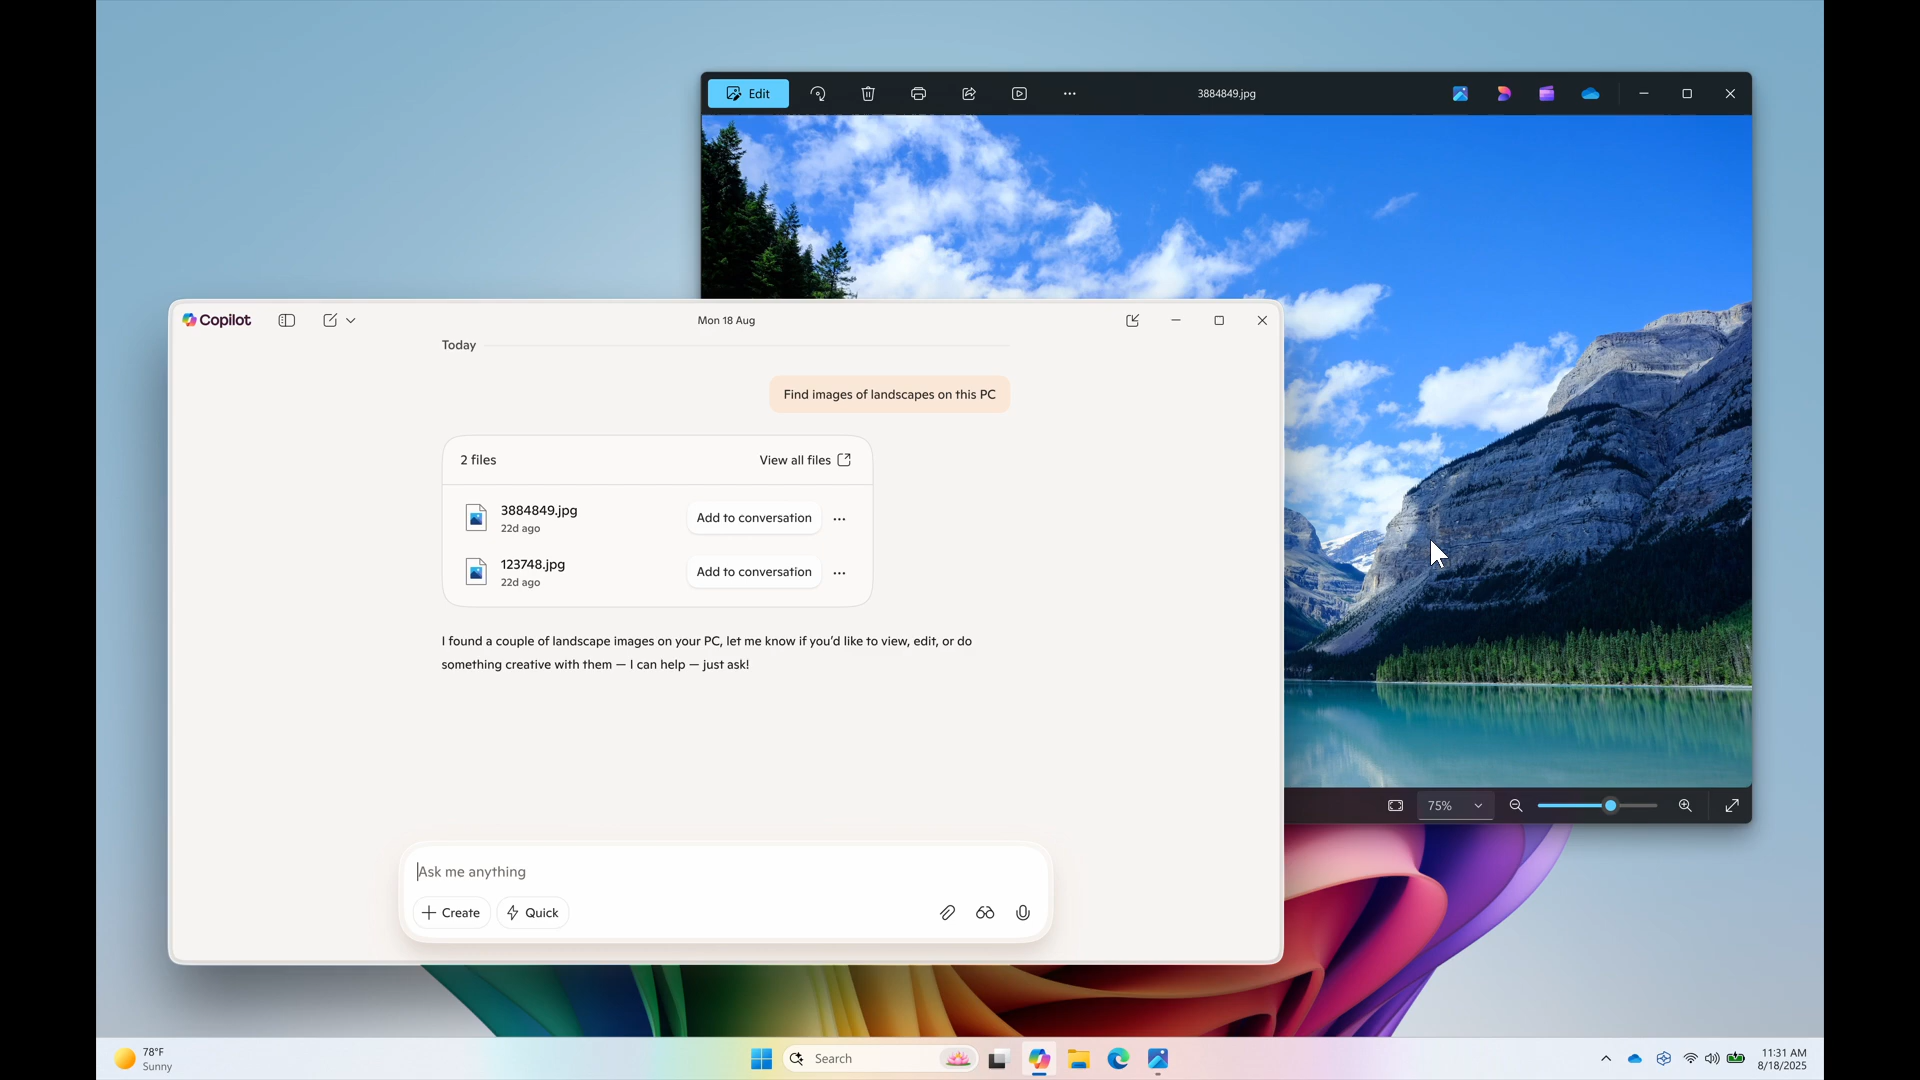 Edit
3884849.jpg
Copilot
Mon 18 Aug
Today
Find images of landscapes on this PC
2 files
View all files
3884849.jpg
22d ago
Add to conversation
123748.jpg
22d ago
Add to conversation
I found a couple of landscape images on your PC, let me know if you’d like to view, edit, or do
something creative with them — I can help — just ask!
75%
Ask me anything
Create
Quick
78°F
Sunny
Search
11:31 AM
8/18/2025